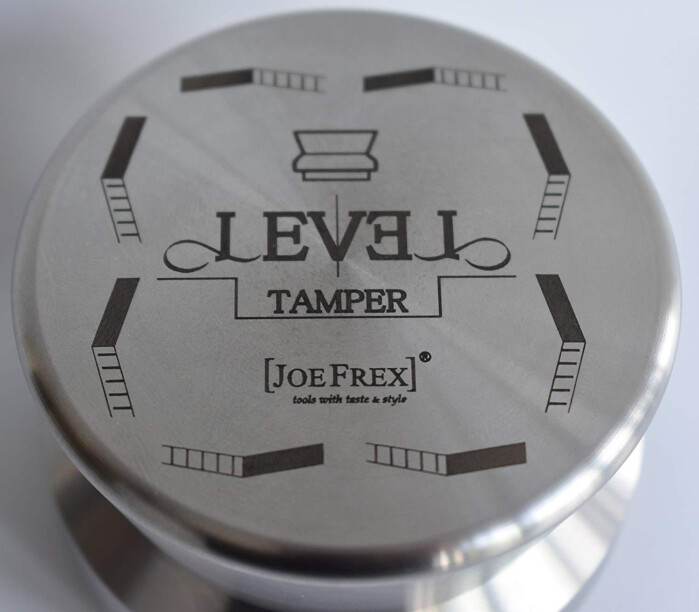 LEVEL
TAMPER
[JOEFREX]®
tools with taste & style